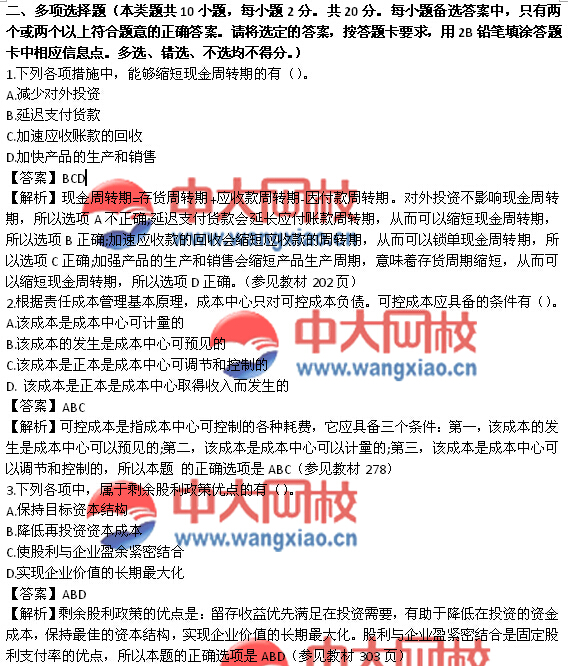 二、多项选择题（本类题共 10 小题，每小题 2 分。共 20 分。每小题备选答案中，只有两
个或两个以上符合题意的正确答案。请将选定的答案，按答题卡要求，用 2B 铅笔填涂答题
卡中相应信息点。多选、错选、不选均不得分。）
1.下列各项措施中，能够缩短现金周转期的有（）。
A.减少对外投资
B.延迟支付货款
C.加速应收账款的回收
D.加快产品的生产和销售
【答案】BCD
【解析】现金周转期=存货周转期+应收款周转期-因付款周转期。对外投资不影响现金周转
期，所以选项 A 不正确;延迟支付货款会延长应付账款周转期，从而可以缩短现金周转期，
所以选项 B 正确;加速应收款的回收会缩短应收款的周转期，从而可以锁单现金周转期，所
以选项 C 正确;加强产品的生产和销售会缩短产品生产周期，意味着存货周期缩短，从而可
以缩短现金周转期，所以选项 D 正确。（参见教材 202 页）
2.根据责任成本管理基本原理，成本中心只对可控成本负债。可控成本应具备的条件有（）。
A.该成本是成本中心可计量的
B.该成本的发生是成本中心可预见的
C.该成本是正本是成本中心可调节和控制的
D. 该成本是正本是成本中心取得收入而发生的
【答案】ABC
【解析】可控成本是指成本中心可控制的各种耗费，它应具备三个条件：第一，该成本的发
生是成本中心可以预见的;第二，该成本是成本中心可以计量的;第三，该成本是成本中心可
以调节和控制的，所以本题 的正确选项是 ABC（参见教材 278）
3.下列各项中，属于剩余股利政策优点的有（）。
A.保持目标资本结构
B.降低再投资资本成本
C.使股利与企业盈余紧密结合
D.实现企业价值的长期最大化
【答案】ABD
【解析】剩余股利政策的优点是：留存收益优先满足在投资需要，有助于降低在投资的资金
成本，保持最佳的资本结构，实现企业价值的长期最大化。股利与企业盈紧密结合是固定股
利支付率的优点，所以本题的正确选项是 ABD（参见教材 303 页）
中大网校
www.wangxiao.cn
中大网校
www.wangxiao.cn
中大网校
www.wangxiao.cn